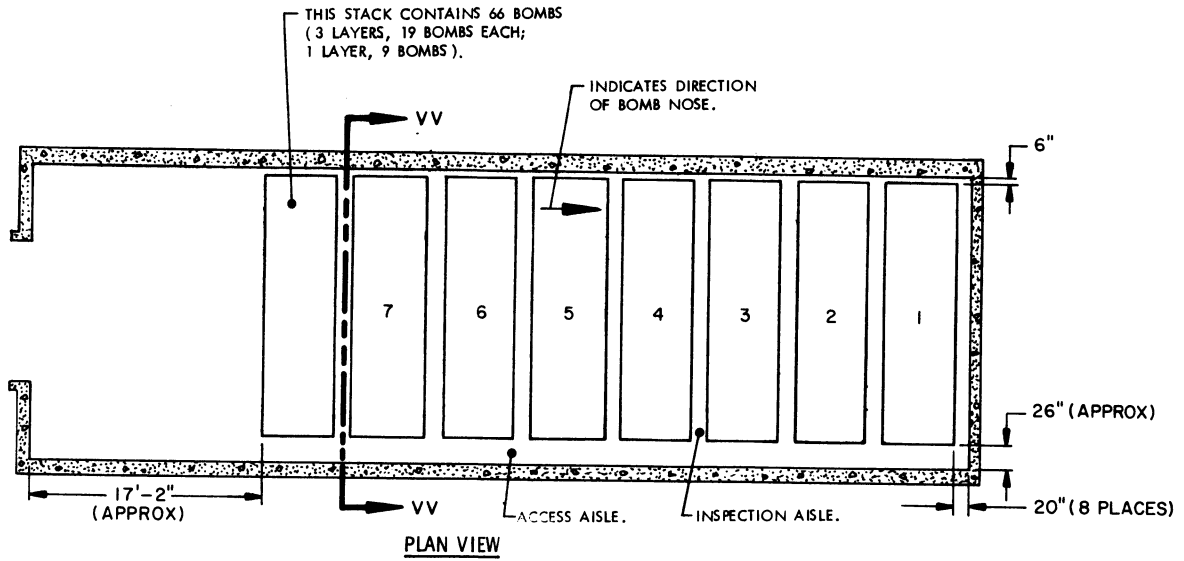 THIS STACK CONTAINS 66 BOMBS
(3 LAYERS, 19 BOMBS EACH;
1 LAYER, 9 BOMBS).
INDICATES DIRECTION
OF BOMB NOSE.
VV
6"
7
6
5
4
3
2
1
26" (APPROX)
17'-2"
(APPROX)
VV
ACCESS AISLE.
INSPECTION AISLE.
20" (8 PLACES)
PLAN VIEW